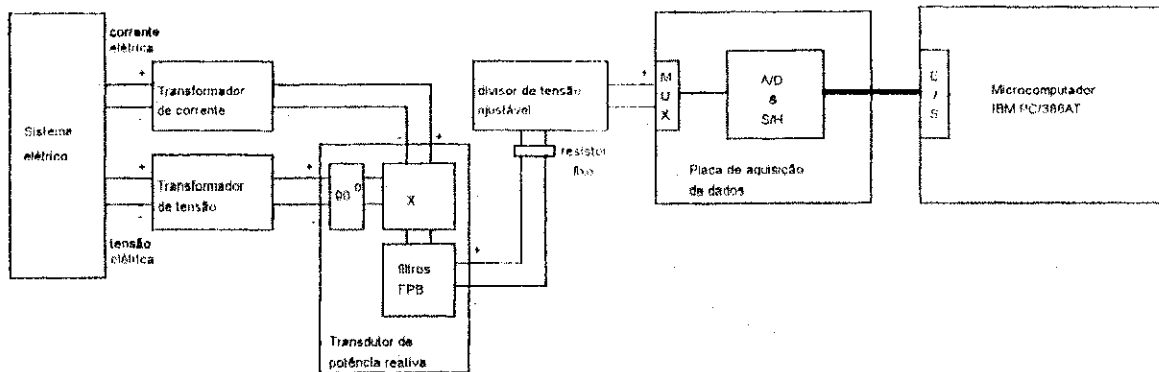 corrente
elétrica
Sistema
elétrico
+
Transformador
de corrente
-
+
Transformador
de tensão
-
tensão
elétrica
-
+
+
-
90°
X
filtros
FPB
+
-
Transdutor de
potência reativa
divisor de tensão
ajustável
resistor
fixo
+
-
M
U
X
A/D
&
S/H
Placa de aquisição
de dados
Microcomputador
IBM PC/386AT